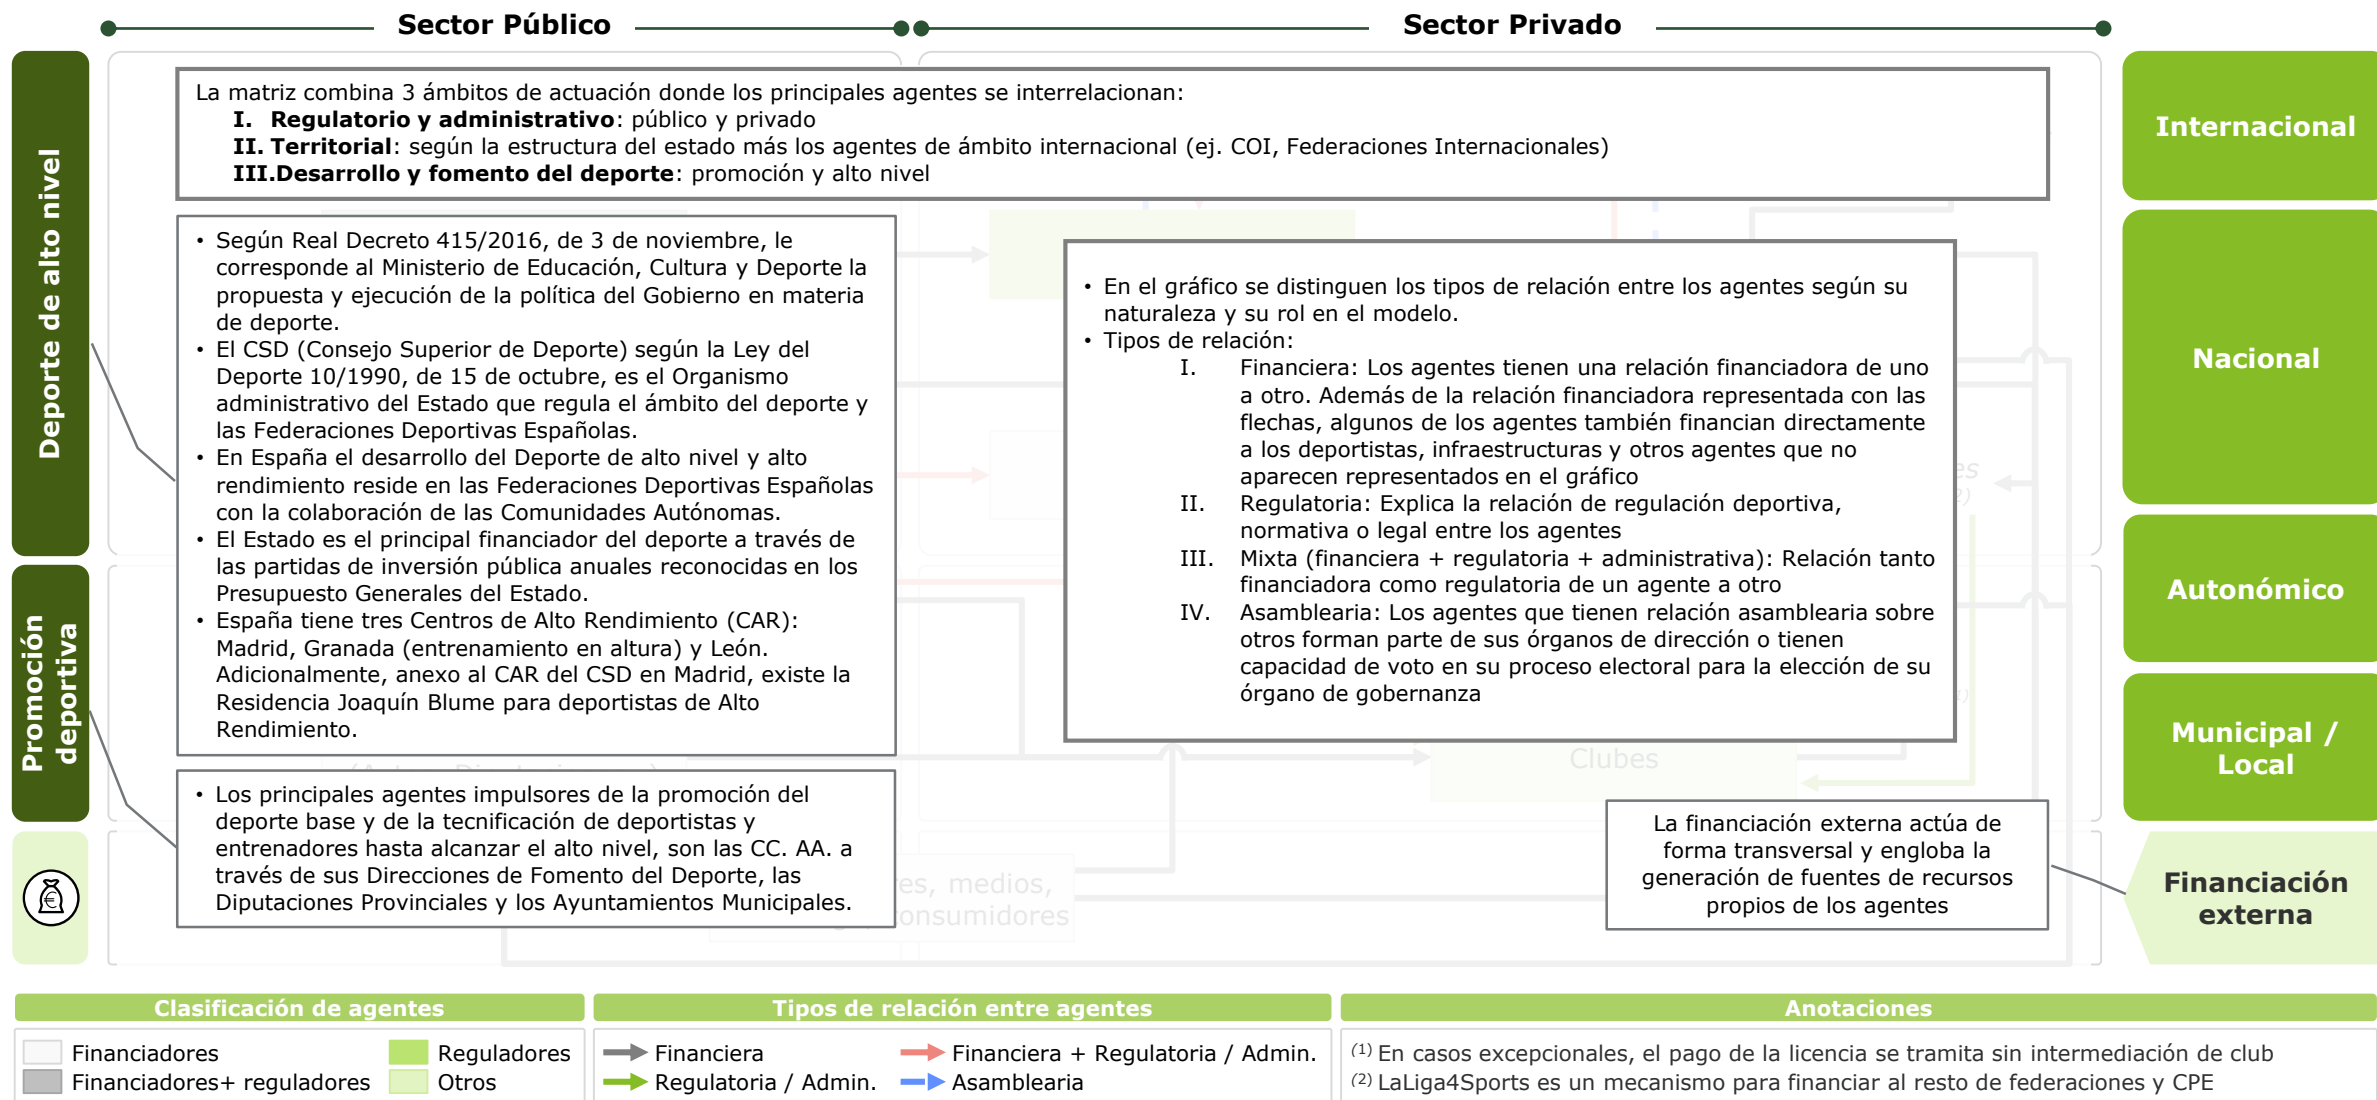 Sector Público
Sector Privado
Deporte de alto nivel
Promoción
deportiva
La matriz combina 3 ámbitos de actuación donde los principales agentes se interrelacionan:
I. Regulatorio y administrativo: público y privado
II. Territorial: según la estructura del estado más los agentes de ámbito internacional (ej. COI, Federaciones Internacionales)
III.Desarrollo y fomento del deporte: promoción y alto nivel
• Según Real Decreto 415/2016, de 3 de noviembre, le
corresponde al Ministerio de Educación, Cultura y Deporte la
propuesta y ejecución de la política del Gobierno en materia
de deporte.
• El CSD (Consejo Superior de Deporte) según la Ley del
Deporte 10/1990, de 15 de octubre, es el Organismo
administrativo del Estado que regula el ámbito del deporte y
las Federaciones Deportivas Españolas.
• En España el desarrollo del Deporte de alto nivel y alto
rendimiento reside en las Federaciones Deportivas Españolas
con la colaboración de las Comunidades Autónomas.
• El Estado es el principal financiador del deporte a través de
las partidas de inversión pública anuales reconocidas en los
Presupuesto Generales del Estado.
• España tiene tres Centros de Alto Rendimiento (CAR):
Madrid, Granada (entrenamiento en altura) y León.
Adicionalmente, anexo al CAR del CSD en Madrid, existe la
Residencia Joaquín Blume para deportistas de Alto
Rendimiento.
• Los principales agentes impulsores de la promoción del
deporte base y de la tecnificación de deportistas y
entrenadores hasta alcanzar el alto nivel, son las CC. AA. a
través de sus Direcciones de Fomento del Deporte, las
Diputaciones Provinciales y los Ayuntamientos Municipales.
• En el gráfico se distinguen los tipos de relación entre los agentes según su
naturaleza y su rol en el modelo.
• Tipos de relación:
I. Financiera: Los agentes tienen una relación financiadora de uno
a otro. Además de la relación financiadora representada con las
flechas, algunos de los agentes también financian directamente
a los deportistas, infraestructuras y otros agentes que no
aparecen representados en el gráfico
II. Regulatoria: Explica la relación de regulación deportiva,
normativa o legal entre los agentes
III. Mixta (financiera + regulatoria + administrativa): Relación tanto
financiadora como regulatoria de un agente a otro
IV. Asamblearia: Los agentes que tienen relación asamblearia sobre
otros forman parte de sus órganos de dirección o tienen
capacidad de voto en su proceso electoral para la elección de su
órgano de gobernanza
Clubes
medios,
consumidores
La financiación externa actúa de
forma transversal y engloba la
generación de fuentes de recursos
propios de los agentes
Internacional
Nacional
Autonómico
Municipal /
Local
Financiación
externa
Clasificación de agentes
Financiadores
Reguladores
Financiadores+ reguladores
Otros
Tipos de relación entre agentes
Financiera
Financiera + Regulatoria / Admin.
Regulatoria / Admin.
Asamblearia
Anotaciones
(1) En casos excepcionales, el pago de la licencia se tramita sin intermediación de club
(2) LaLiga4Sports es un mecanismo para financiar al resto de federaciones y CPE